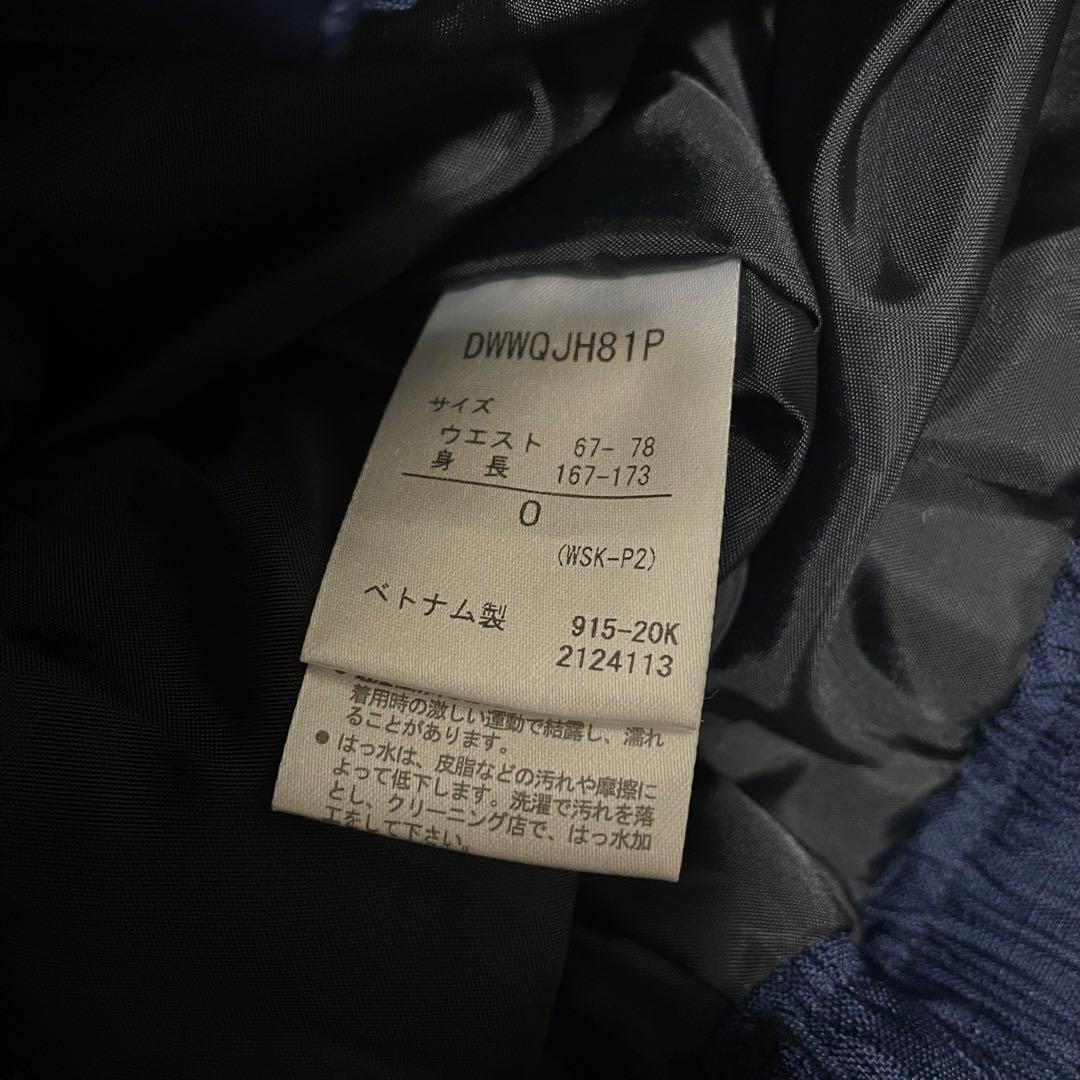 DWWQJH81P
サイズ
ウエスト 67- 78
身 長 167-173
O
(WSK-P2)
ベトナム製 915-20K
2124113
着用時の激しい運動で結露し、濡れ
ることがあります。
● はっ水は、皮脂などの汚れや摩擦に
よって低下します。洗濯で汚れを落
とし、クリーニング店で、はっ水加
工をして下さい。